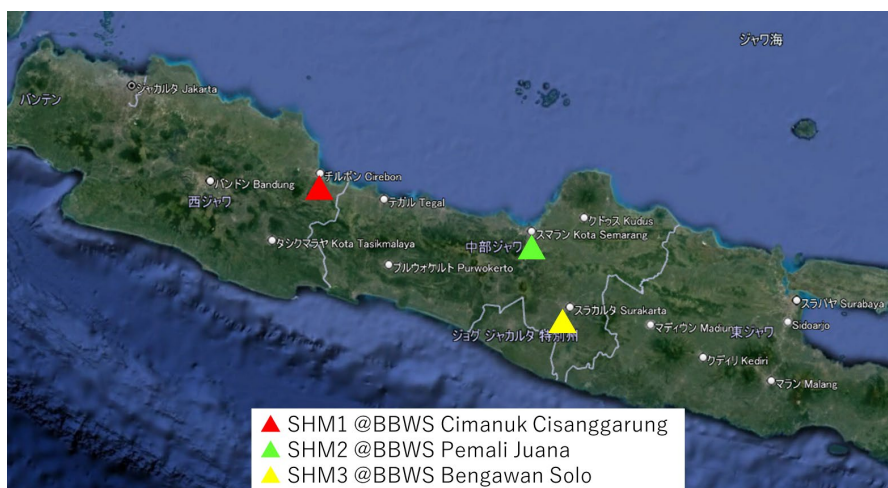 ジャワ海
ジャカルタ Jakarta
バンテン
チルボン Cirebon
バンドン Bandung
西ジャワ
テガル Tegal
クドゥス Kudus
スマラン Kota Semarang
中部ジャワ
タシクマラヤ Kota Tasikmalaya
プルウォケルト Purwokerto
スラバヤ Surabaya
スラカルタ Surakarta
Sidoarjo
マディウン Madiun
東ジャワ
ジョグ ジャカルタ 特別州
クディリ Kediri
マラン Malang
SHM1 @BBWS Cimanuk Cisanggarung
SHM2 @BBWS Pemali Juana
SHM3 @BBWS Bengawan Solo